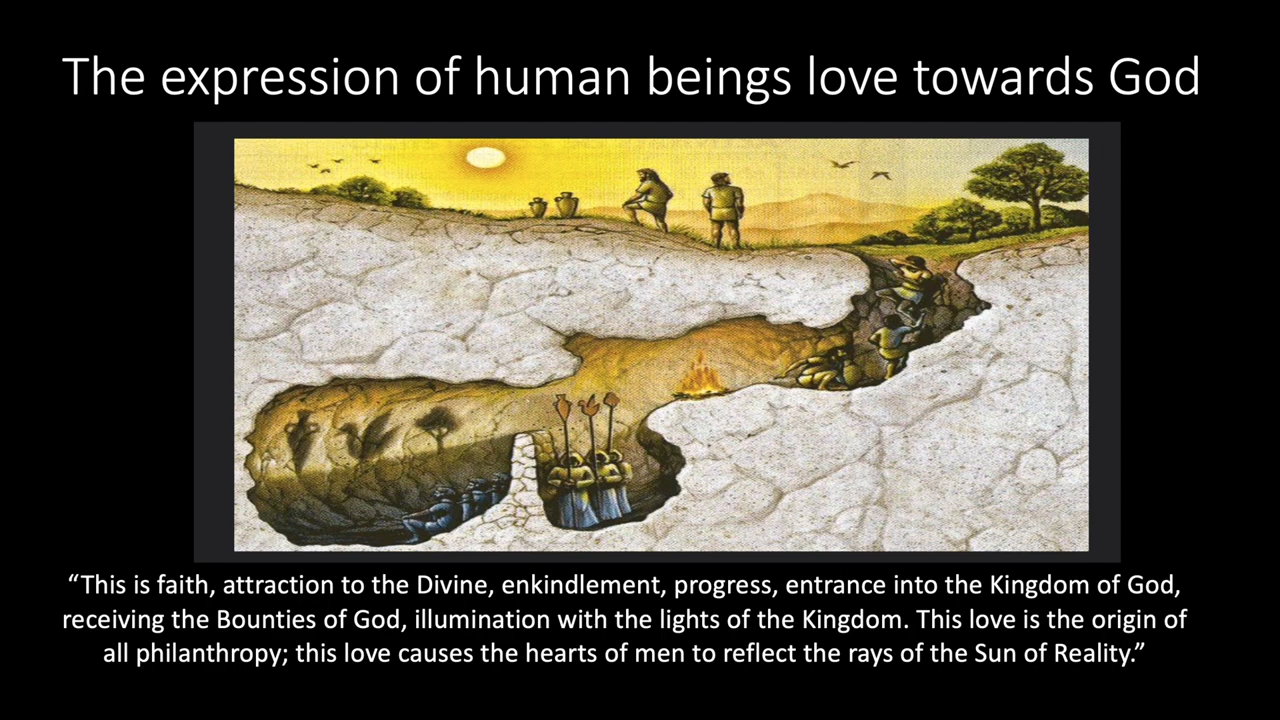 The expression of human beings love towards God
“This is faith, attraction to the Divine, enkindlement, progress, entrance into the Kingdom of God,
receiving the Bounties of God, illumination with the lights of the Kingdom. This love is the origin of
all philanthropy; this love causes the hearts of men to reflect the rays of the Sun of Reality.”